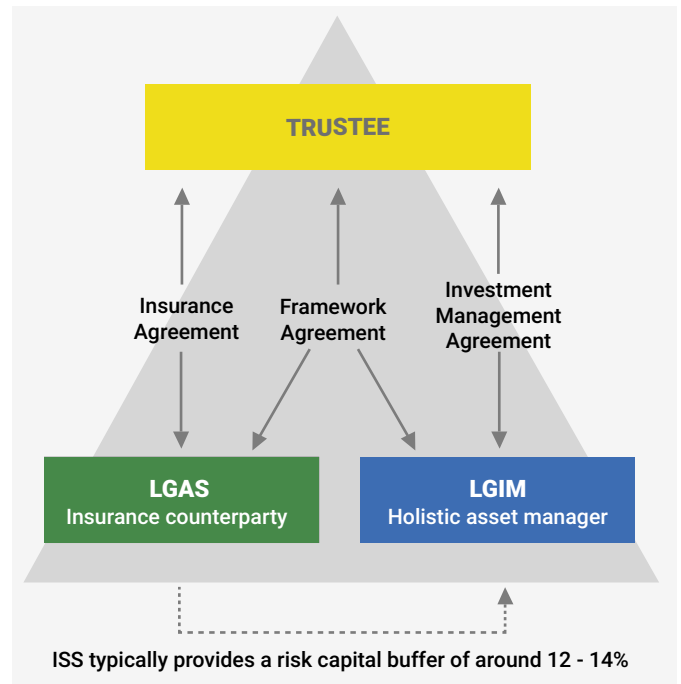 TRUSTEE
Insurance
Agreement
Framework
Agreement
Investment
Management
Agreement
LGAS
Insurance counterparty
LGIM
Holistic asset manager
ISS typically provides a risk capital buffer of around 12 - 14%